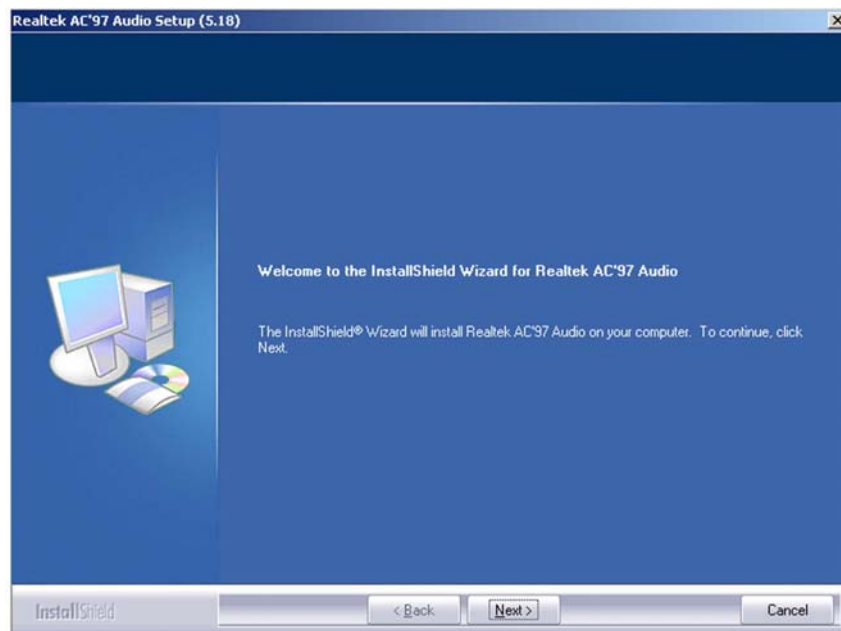 Realtek AC'97 Audio Setup (5.18)
Welcome to the InstallShield Wizard for Realtek AC'97 Audio
The InstallShield® Wizard will install Realtek AC'97 Audio on your computer. To continue, click
Next.
InstallShield
< Back
Next >
Cancel